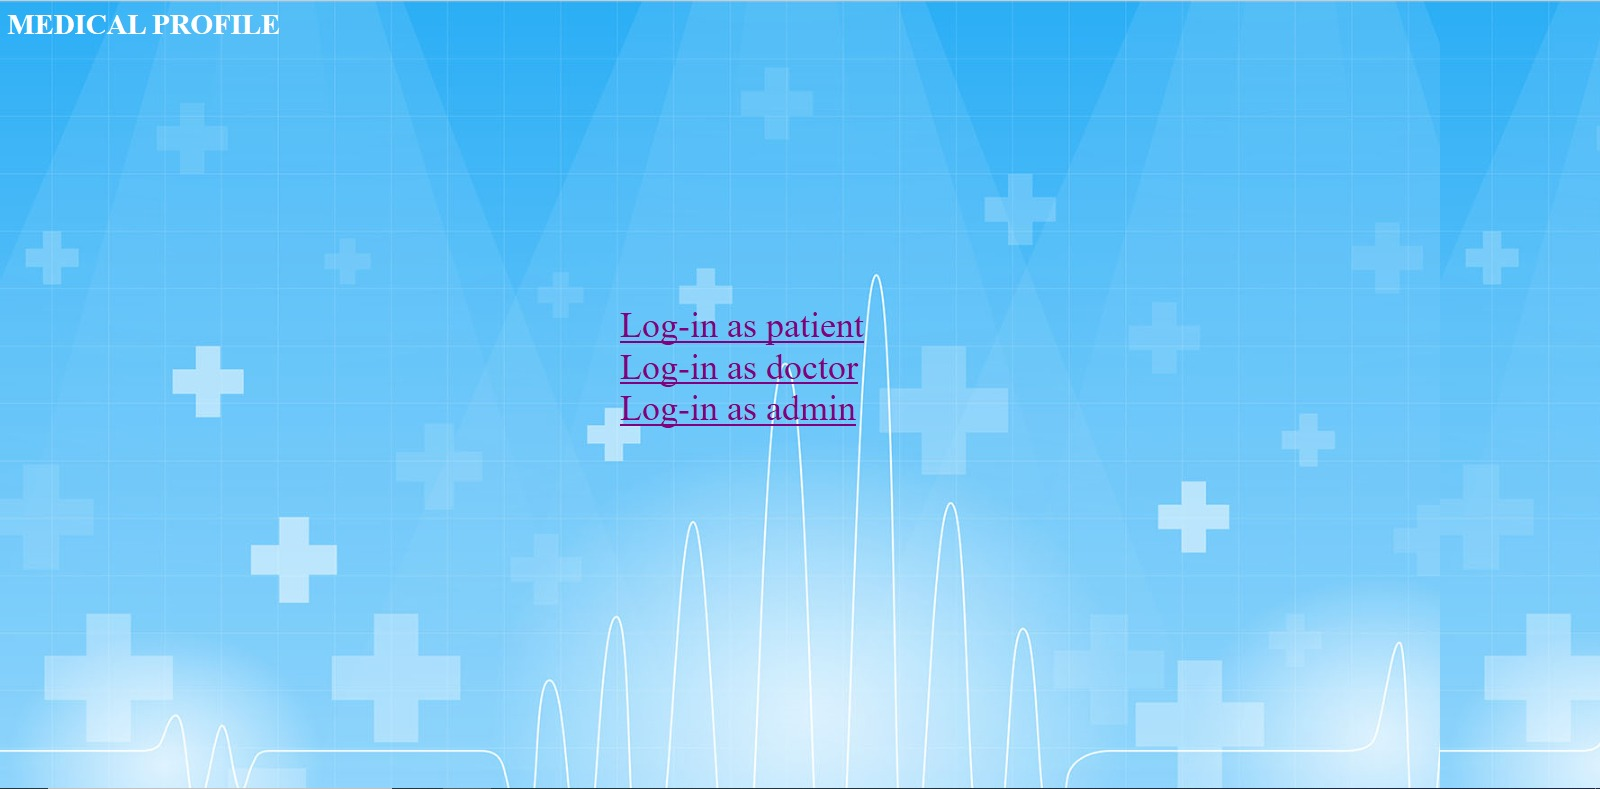 MEDICAL PROFILE
Log-in as patient
Log-in as doctor
Log-in as admin